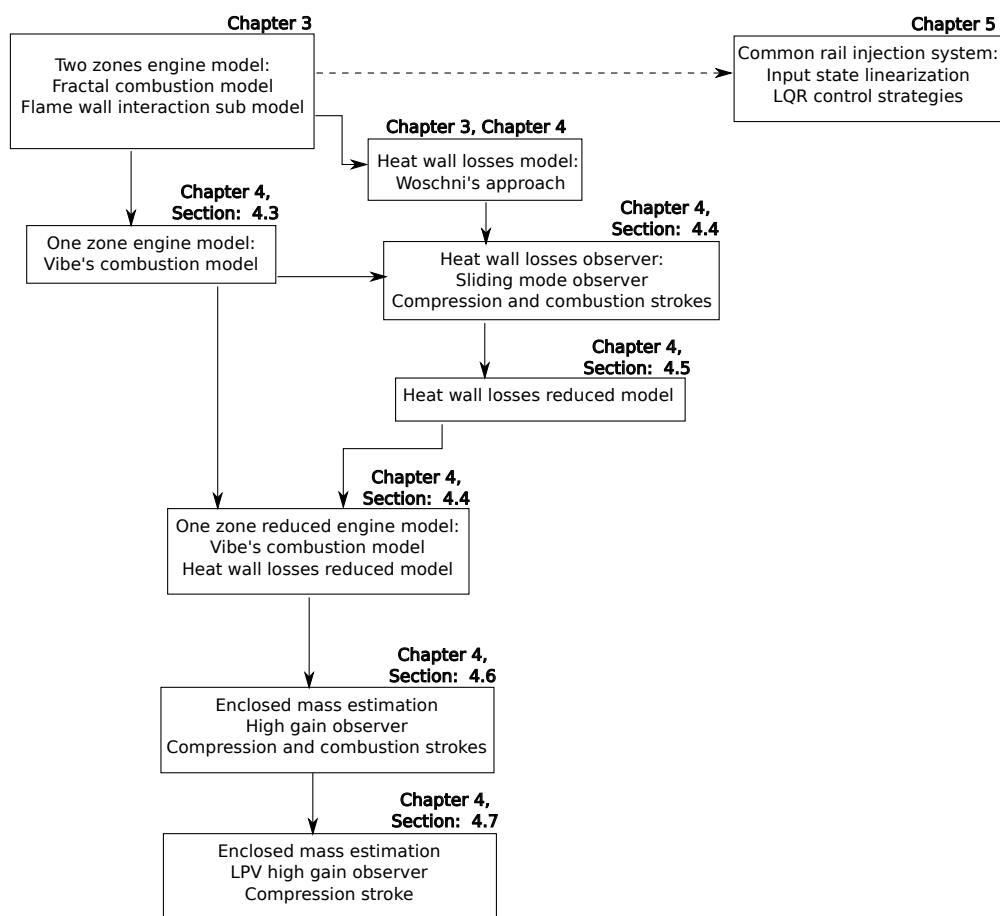 Chapter 3
Two zones engine model:
Fractal combustion model
Flame wall interaction sub model
Chapter 5
Common rail injection system:
Input state linearization
LQR control strategies
Chapter 3, Chapter 4
Heat wall losses model:
Woschni's approach
Chapter 4,
Section: 4.3
One zone engine model:
Vibe's combustion model
Chapter 4,
Section: 4.4
Heat wall losses observer:
Sliding mode observer
Compression and combustion strokes
Chapter 4,
Section: 4.5
Heat wall losses reduced model
Chapter 4,
Section: 4.4
One zone reduced engine model:
Vibe's combustion model
Heat wall losses reduced model
Chapter 4,
Section: 4.6
Enclosed mass estimation
High gain observer
Compression and combustion strokes
Chapter 4,
Section: 4.7
Enclosed mass estimation
LPV high gain observer
Compression stroke